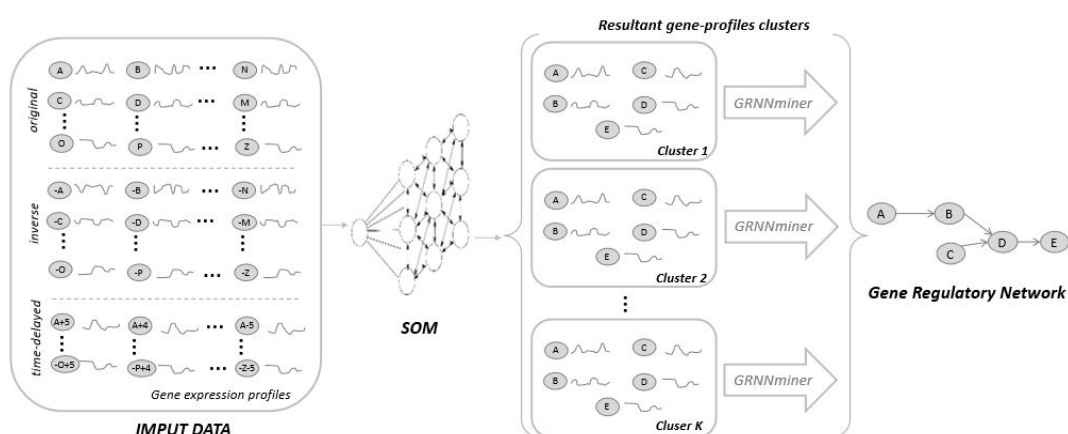 Resultant gene-profiles clusters
original
A B ••• N
C D ••• M
O P ••• Z
inverse
-A -B ••• -N
-C -D ••• -M
-O -P ••• -Z
time-delayed
A+5 A+4 ••• A-5
-O+5 -P+4 ••• -Z-5
Gene expression profiles
IMPUT DATA
SOM
A C
B D
E
Cluster 1
GRNNminer
A C
B D
E
Cluster 2
GRNNminer
A C
B D
E
Cluser K
GRNNminer
A B
C D E
Gene Regulatory Network